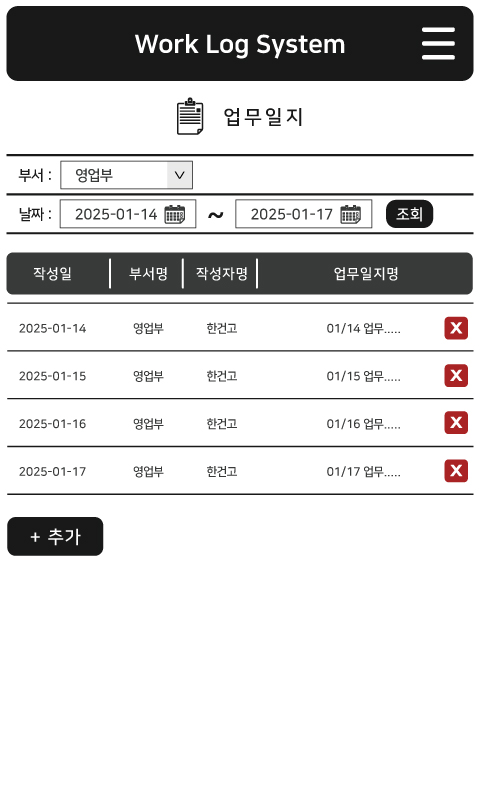 Work Log System
업무일지
부서 : 영업부
날짜 : 2025-01-14 ~ 2025-01-17 조회
작성일 부서명 작성자명 업무일지명
2025-01-14 영업부 한건고 01/14 업무..... X
2025-01-15 영업부 한건고 01/15 업무..... X
2025-01-16 영업부 한건고 01/16 업무..... X
2025-01-17 영업부 한건고 01/17 업무..... X
+ 추가